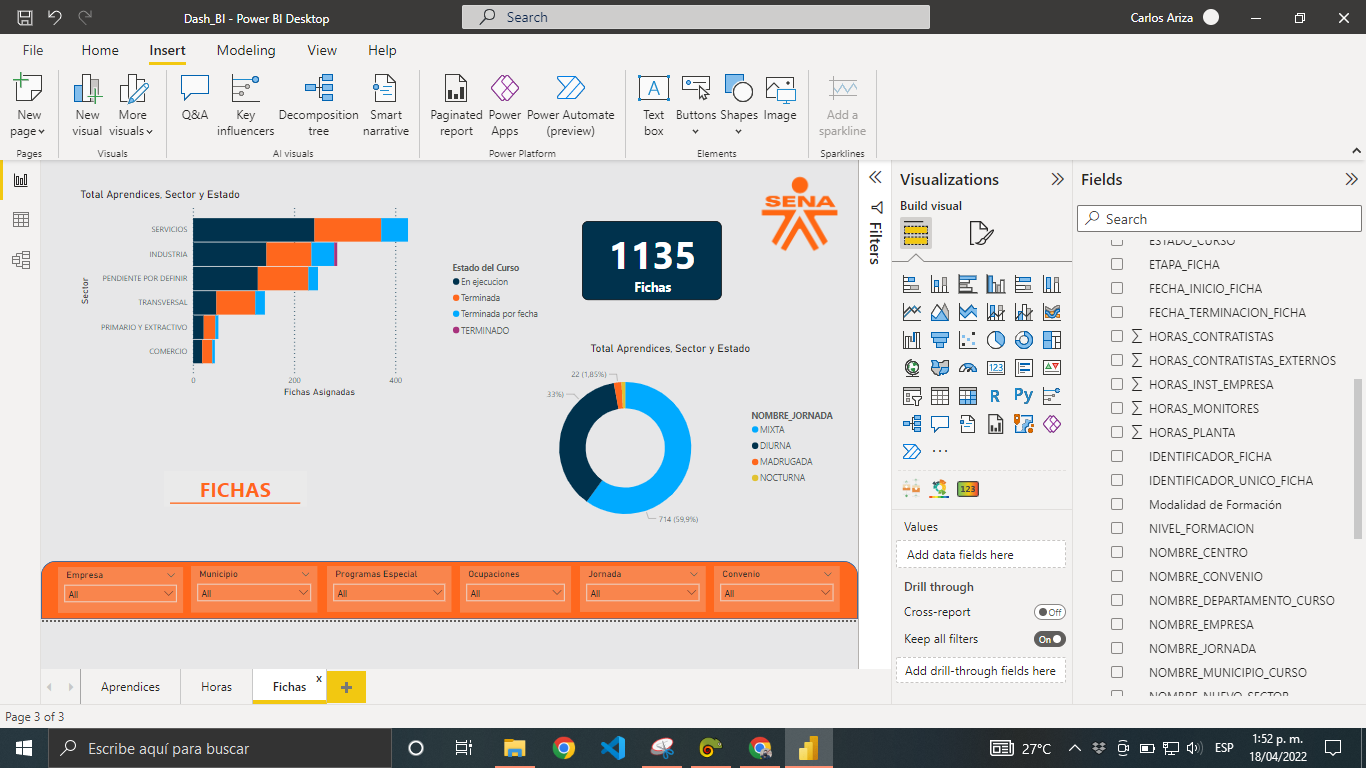 Dash_BI - Power BI Desktop
Search
Carlos Ariza
File
Home
Insert
Modeling
View
Help
New page
New visual
More visuals
Q&A
Key influencers
Decomposition tree
Smart narrative
Paginated report
Power Apps
Power Automate (preview)
Text box
Buttons
Shapes
Image
Add a sparkline
Pages
Visuals
AI visuals
Power Platform
Elements
Sparklines
Total Aprendices, Sector y Estado
Sector
SERVICIOS
INDUSTRIA
PENDIENTE POR DEFINIR
TRANSVERSAL
PRIMARIO Y EXTRACTIVO
COMERCIO
0
200
400
Fichas Asignadas
Estado del Curso
En ejecucion
Terminada
Terminada por fecha
TERMINADO
1135
Fichas
SENA
Total Aprendices, Sector y Estado
22 (1,85%)
33%)
714 (59,9%)
NOMBRE_JORNADA
MIXTA
DIURNA
MADRUGADA
NOCTURNA
FICHAS
Empresa
All
Municipio
All
Programas Especial
All
Ocupaciones
All
Jornada
All
Convenio
All
Filters
Visualizations
Build visual
R
Py
123
123
Values
Add data fields here
Drill through
Cross-report
Off
Keep all filters
On
Add drill-through fields here
Fields
Search
ESTADO_CURSO
ETAPA_FICHA
FECHA_INICIO_FICHA
FECHA_TERMINACION_FICHA
HORAS_CONTRATISTAS
HORAS_CONTRATISTAS_EXTERNOS
HORAS_INST_EMPRESA
HORAS_MONITORES
HORAS_PLANTA
IDENTIFICADOR_FICHA
IDENTIFICADOR_UNICO_FICHA
Modalidad de Formación
NIVEL_FORMACION
NOMBRE_CENTRO
NOMBRE_CONVENIO
NOMBRE_DEPARTAMENTO_CURSO
NOMBRE_EMPRESA
NOMBRE_JORNADA
NOMBRE_MUNICIPIO_CURSO
NOMBRE_NUEVO_SECTOR
Aprendices
Horas
Fichas
x
Page 3 of 3
Escribe aquí para buscar
27°C
ESP
1:52 p. m.
18/04/2022